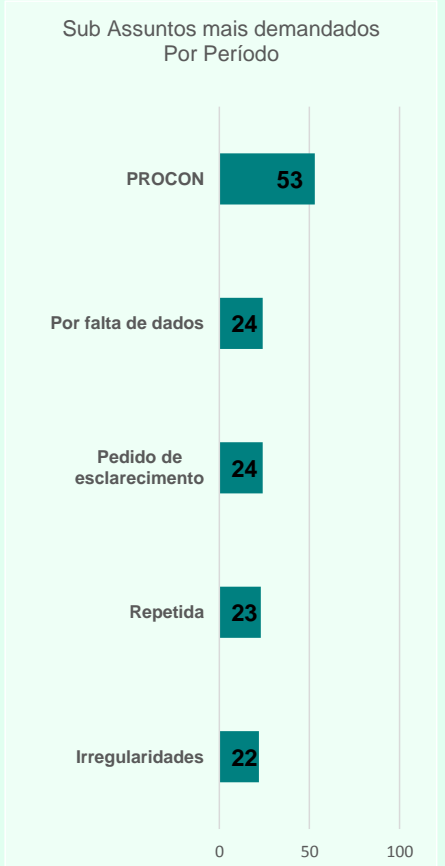 Sub Assuntos mais demandados
Por Período
PROCON
53
Por falta de dados
24
Pedido de
esclarecimento
24
Repetida
23
Irregularidades
22
0
50
100